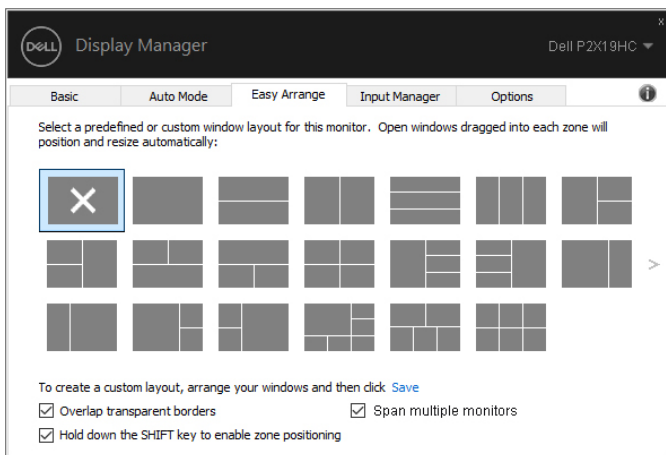 x
DELL Display Manager Dell P2X19HC
Basic Auto Mode Easy Arrange Input Manager Options i
Select a predefined or custom window layout for this monitor. Open windows dragged into each zone will
position and resize automatically:
>
To create a custom layout, arrange your windows and then click Save
Overlap transparent borders Span multiple monitors
Hold down the SHIFT key to enable zone positioning